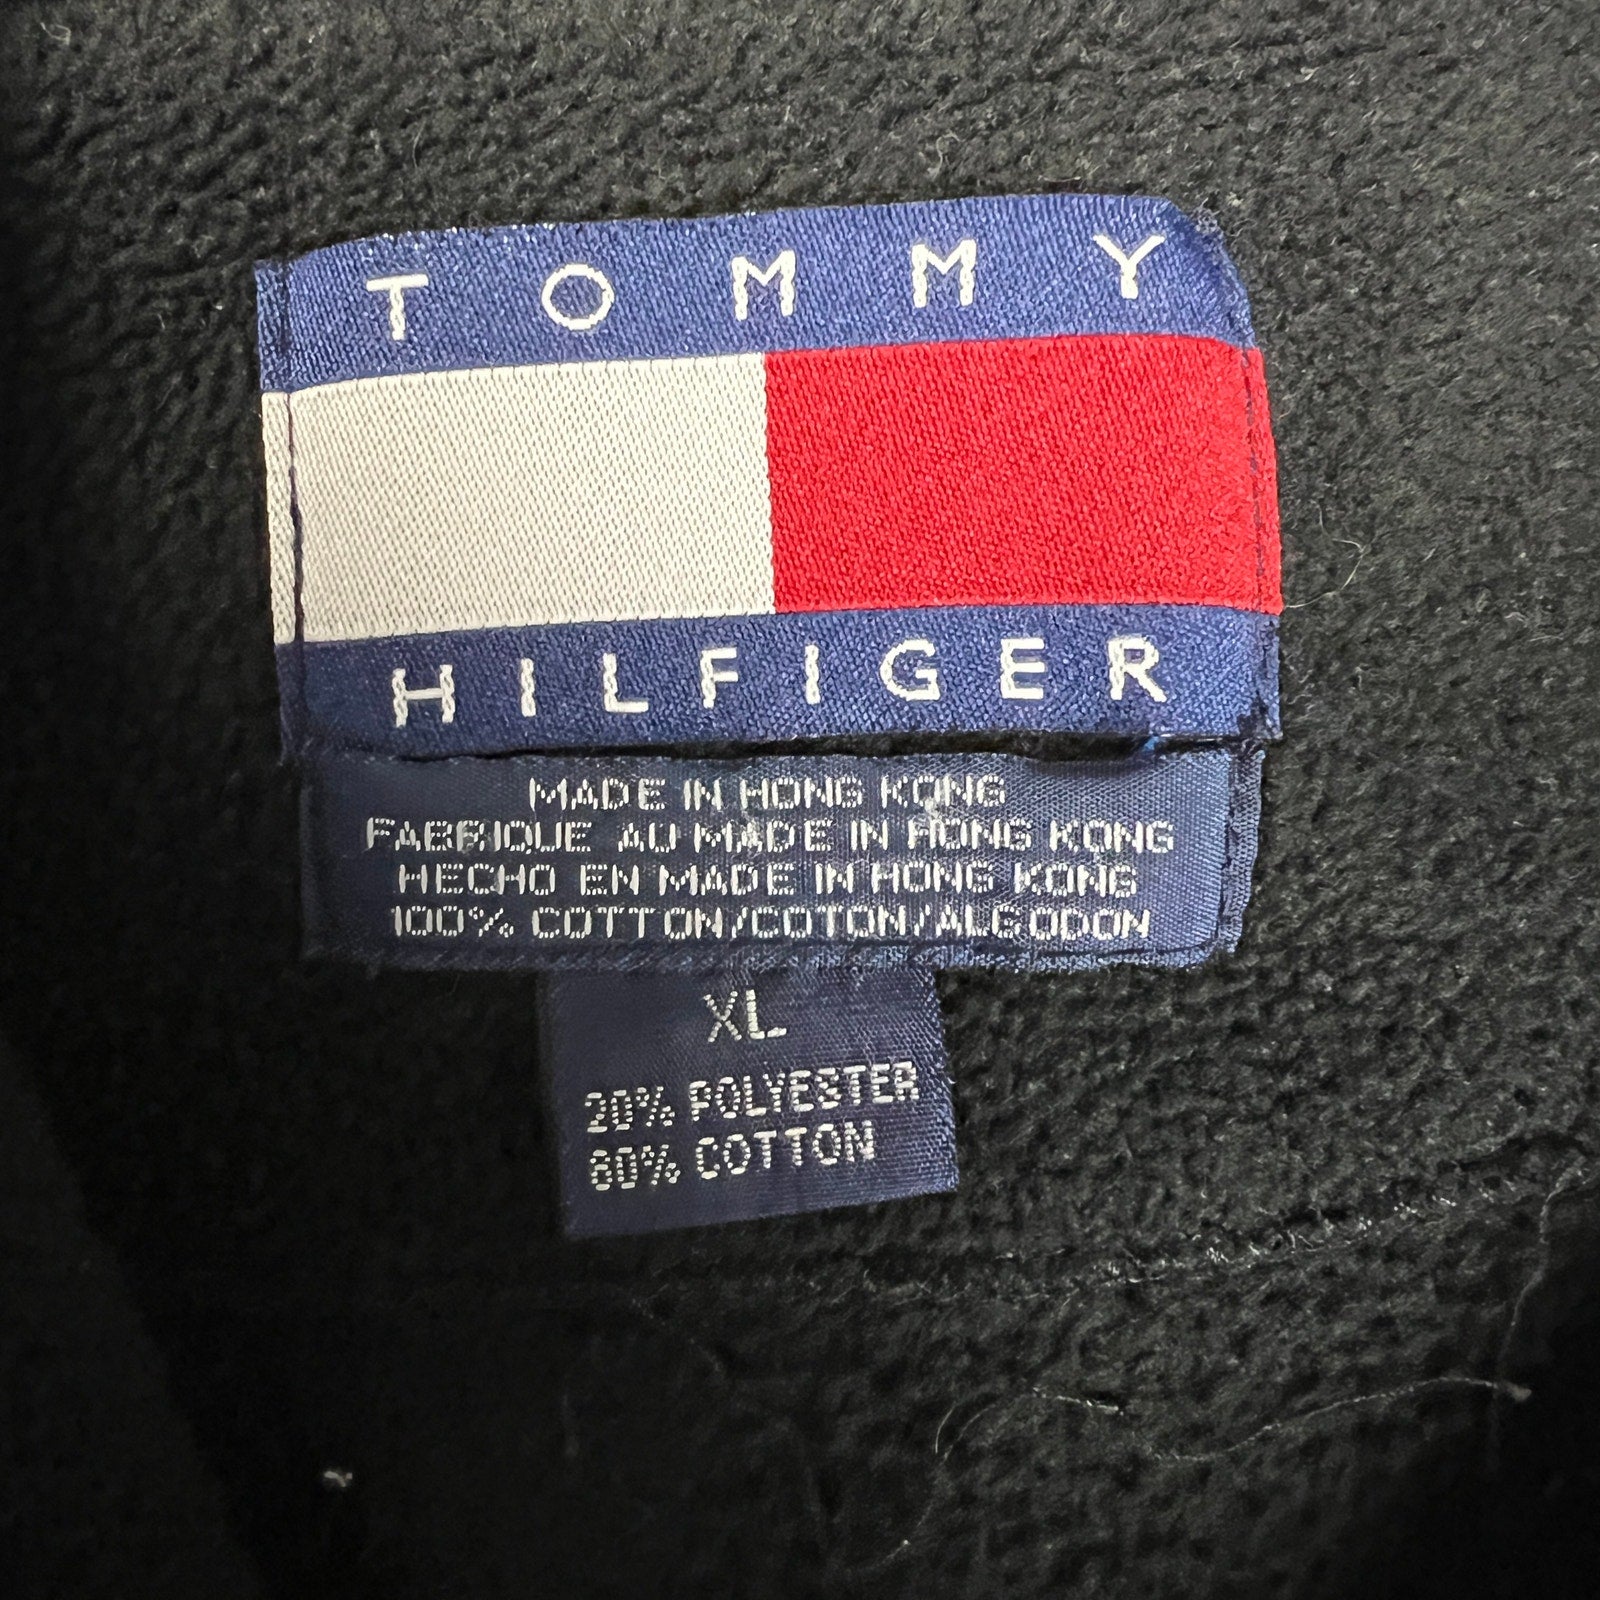 TOMMY
HILFIGER
MADE IN HONG KONG
FABRIQUE AU MADE IN HONG KONG
HECHO EN MADE IN HONG KONG
100% COTTON/COTON/ALGODON
XL
20% POLYESTER
80% COTTON